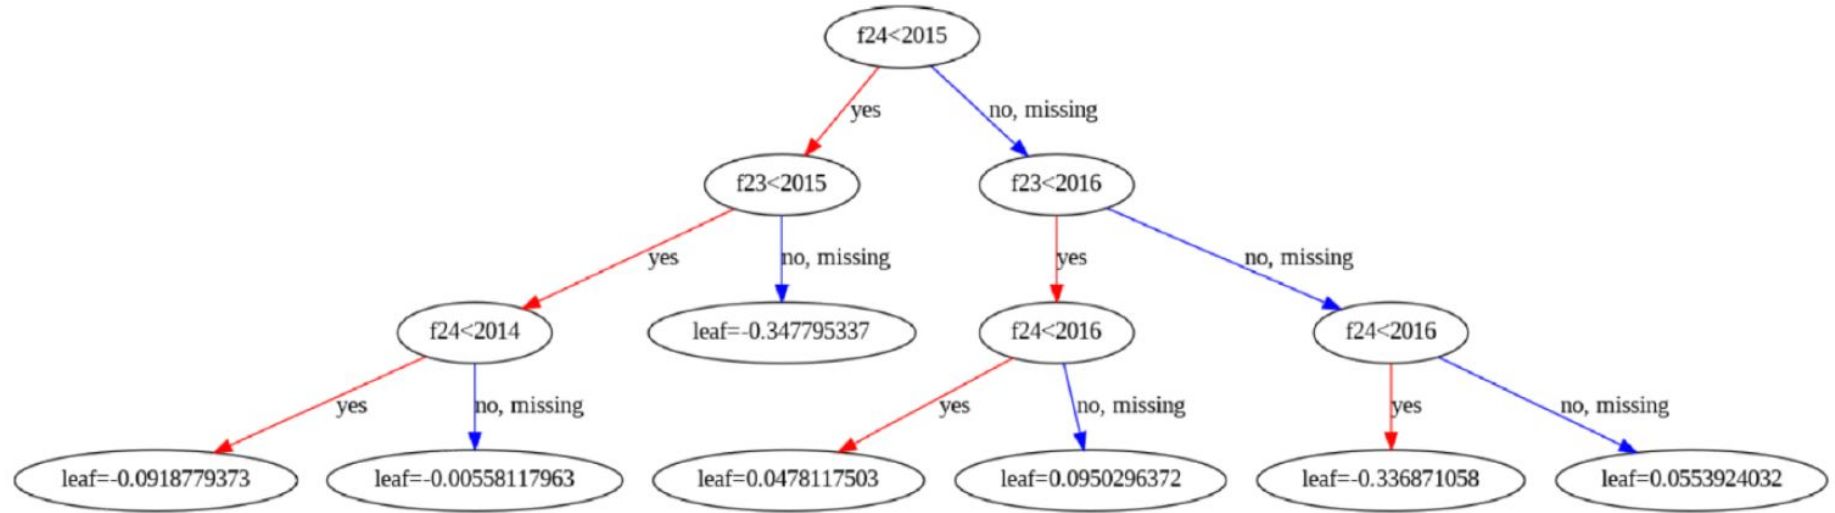 f24<2015
yes
no, missing
f23<2015
f23<2016
yes
no, missing
yes
no, missing
f24<2014
leaf=-0.347795337
f24<2016
f24<2016
yes
no, missing
yes
no, missing
yes
no, missing
leaf=-0.0918779373
leaf=-0.00558117963
leaf=0.0478117503
leaf=0.0950296372
leaf=-0.336871058
leaf=0.0553924032